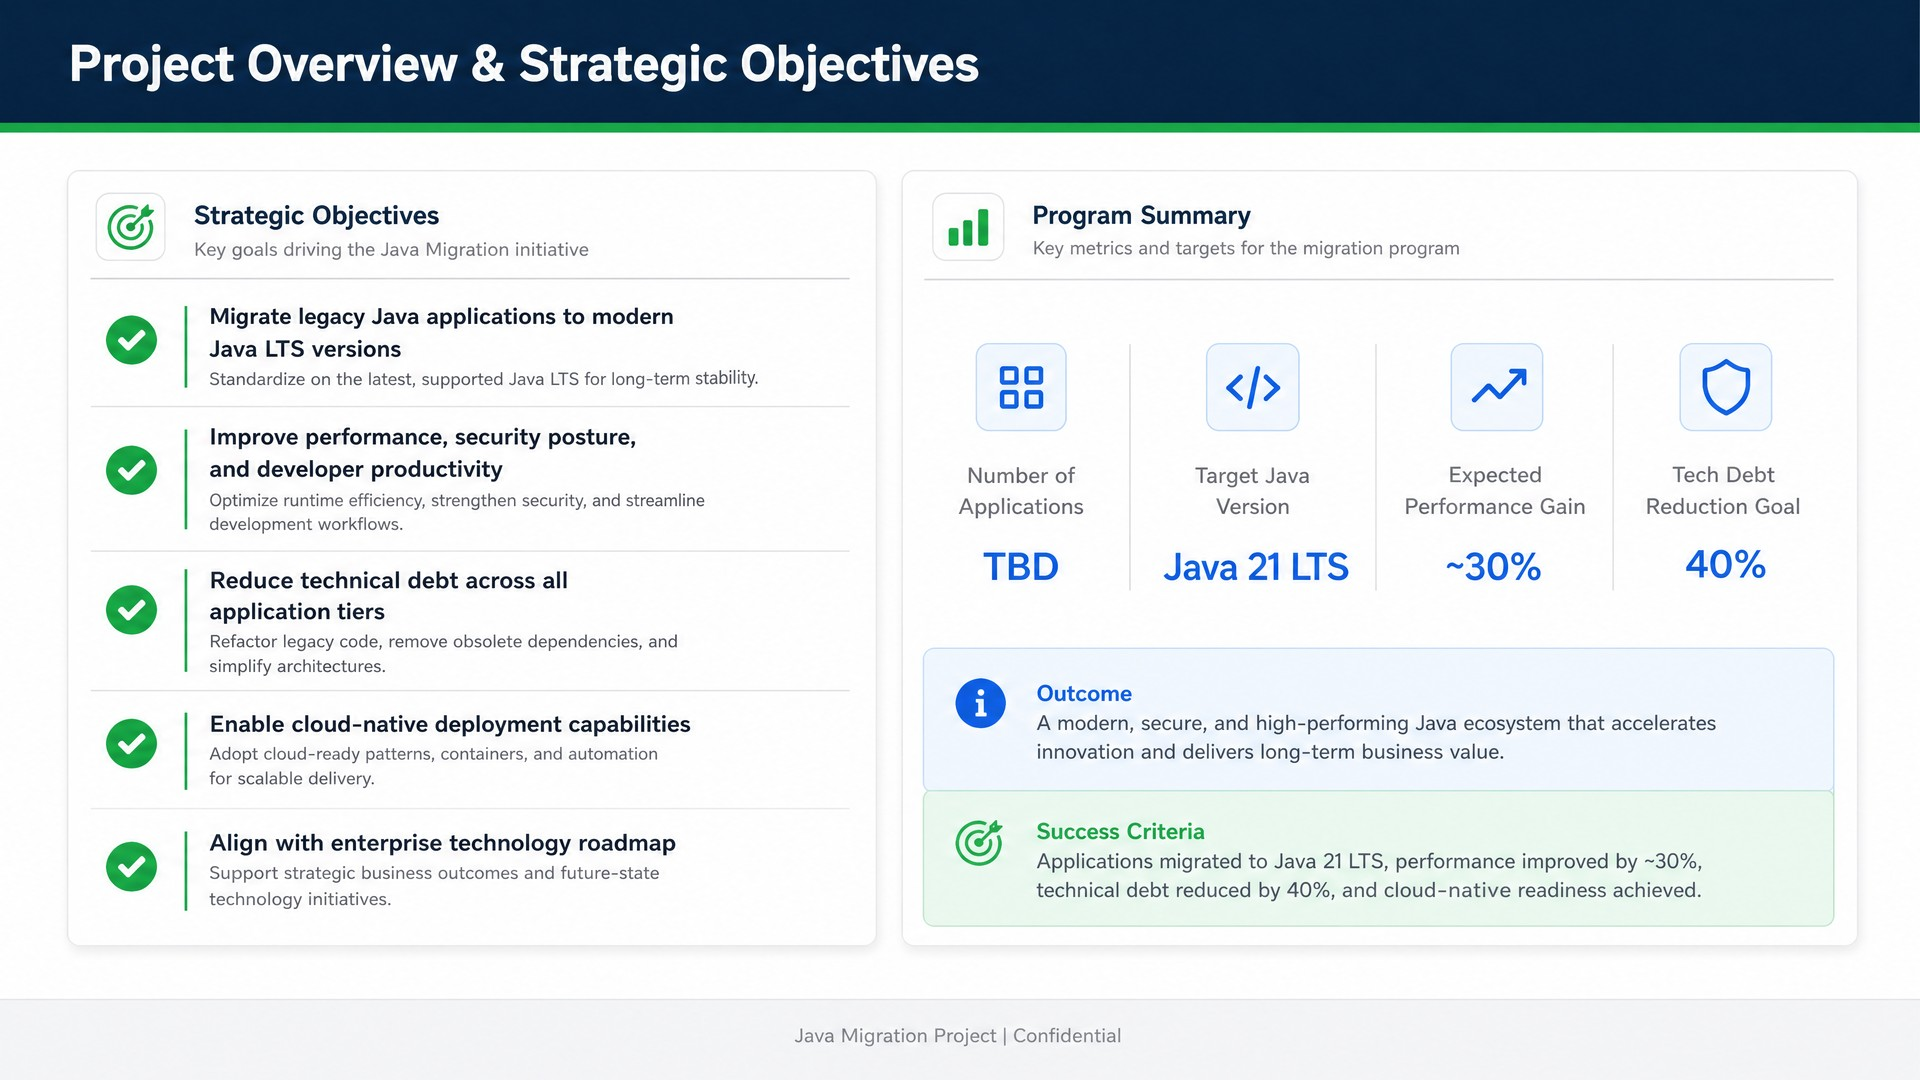 Project Overview & Strategic Objectives
Strategic Objectives
Key goals driving the Java Migration initiative
Migrate legacy Java applications to modern
Java LTS versions
Standardize on the latest, supported Java LTS for long-term stability.
Improve performance, security posture,
and developer productivity
Optimize runtime efficiency, strengthen security, and streamline
development workflows.
Reduce technical debt across all
application tiers
Refactor legacy code, remove obsolete dependencies, and
simplify architectures.
Enable cloud-native deployment capabilities
Adopt cloud-ready patterns, containers, and automation
for scalable delivery.
Align with enterprise technology roadmap
Support strategic business outcomes and future-state
technology initiatives.
Program Summary
Key metrics and targets for the migration program
Number of
Applications
TBD
Target Java
Version
Java 21 LTS
Expected
Performance Gain
~30%
Tech Debt
Reduction Goal
40%
Outcome
A modern, secure, and high-performing Java ecosystem that accelerates
innovation and delivers long-term business value.
Success Criteria
Applications migrated to Java 21 LTS, performance improved by ~30%,
technical debt reduced by 40%, and cloud-native readiness achieved.
Java Migration Project | Confidential